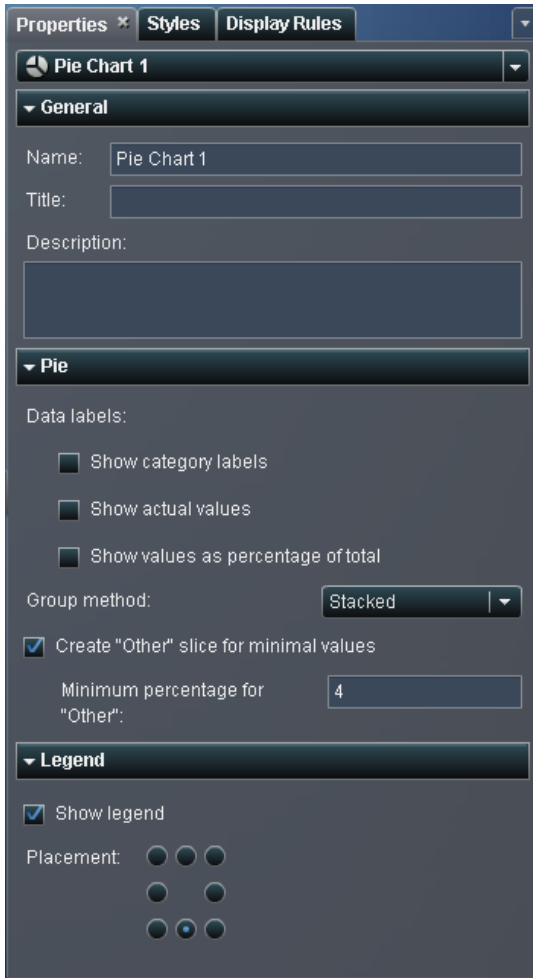 Properties Styles Display Rules
Pie Chart 1
General
Name: Pie Chart 1
Title:
Description:
Pie
Data labels:
Show category labels
Show actual values
Show values as percentage of total
Group method: Stacked
Create "Other" slice for minimal values
Minimum percentage for 4
"Other":
Legend
Show legend
Placement: